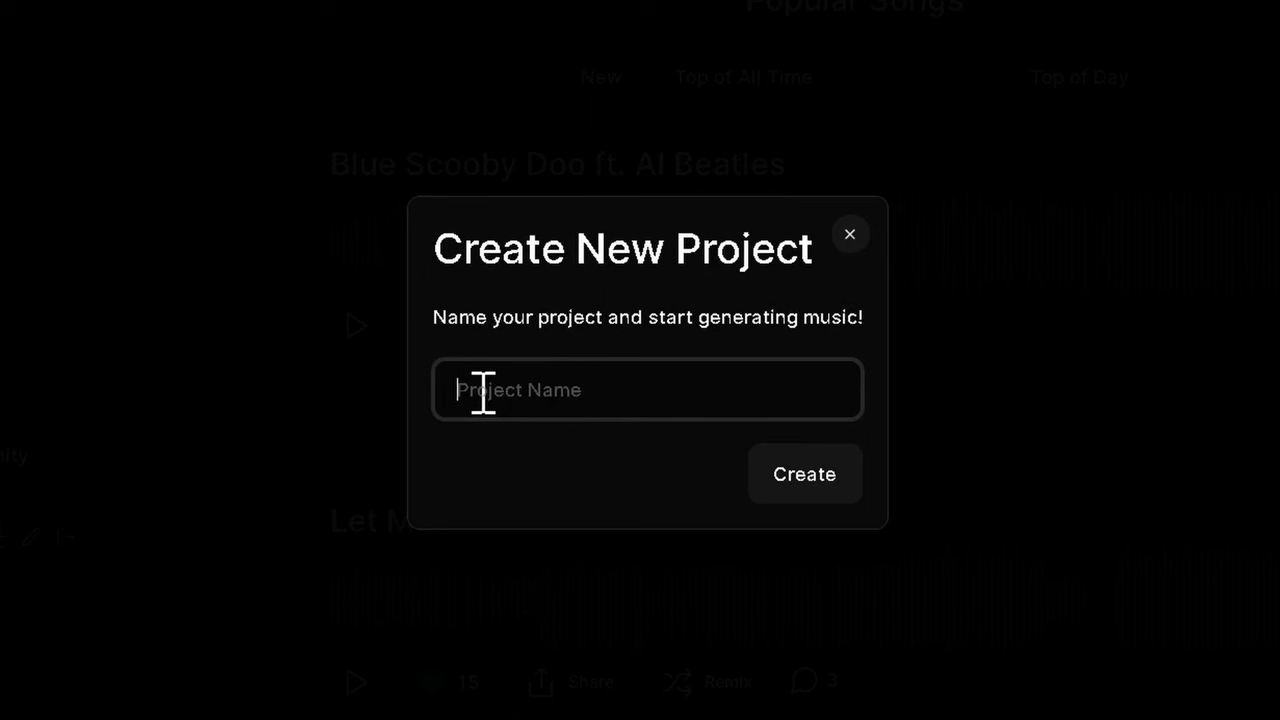 Popular Songs
New Top of All Time Top of Day
Blue Scooby Doo ft. AI Beatles
Create New Project
Name your project and start generating music!
Project Name
Create
Let M
15 Share Remix 3